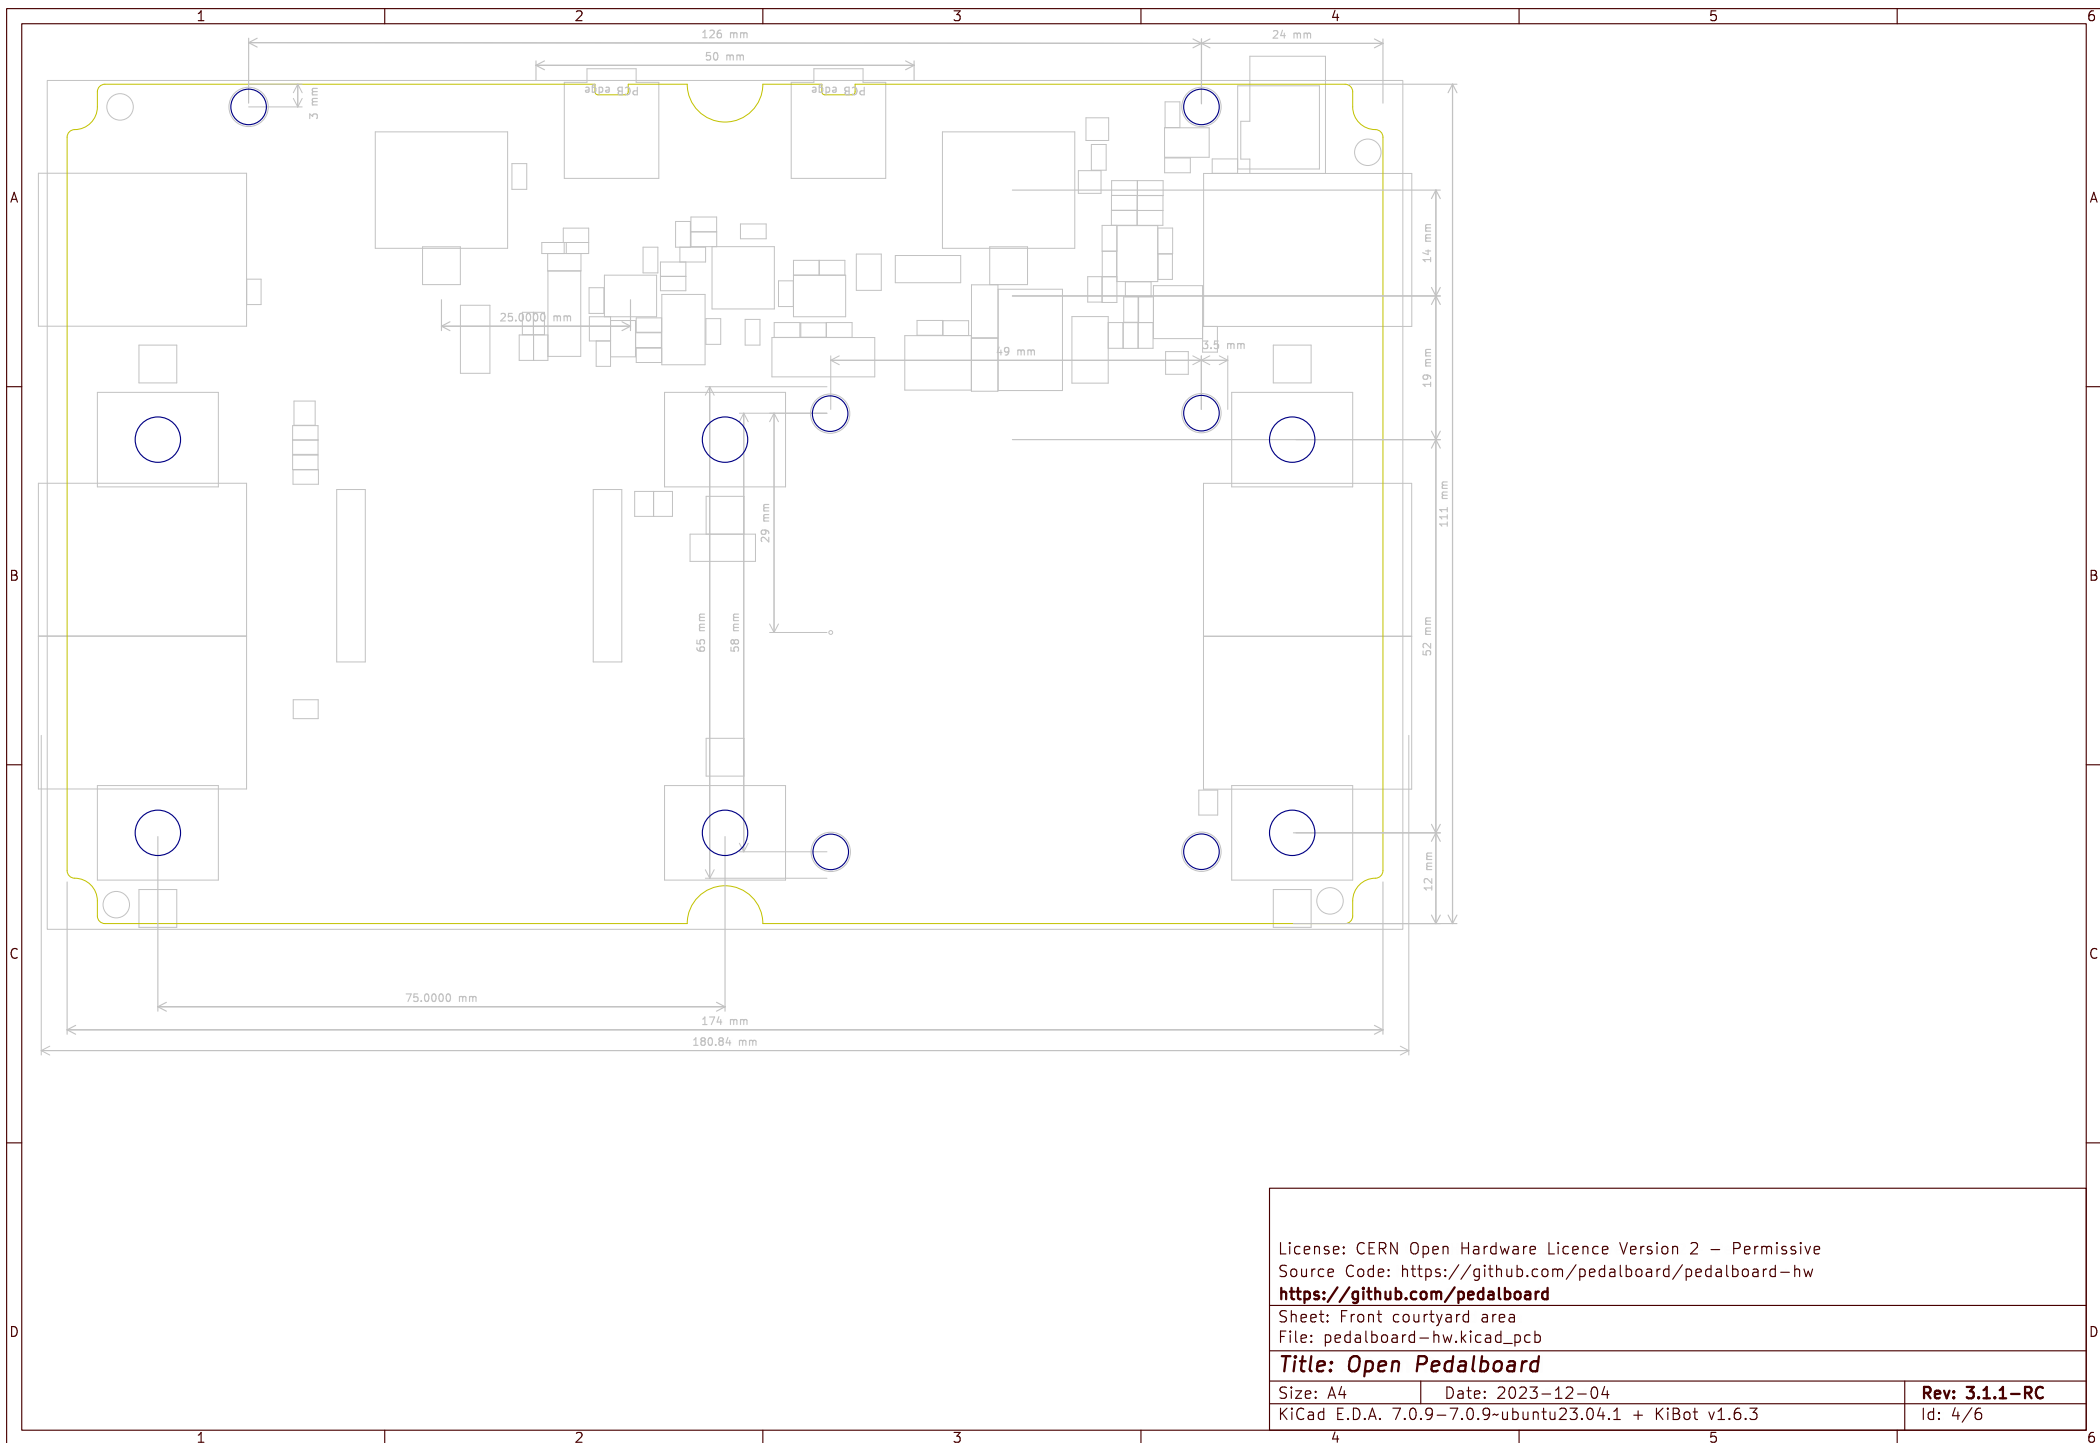 1 2 3 4 5 6
126 mm
24 mm
50 mm
3 mm
PCB edge
PCB edge
A A
14 mm
25.0000 mm
49 mm
3.5 mm
19 mm
111 mm
29 mm
B B
65 mm
58 mm
52 mm
12 mm
C C
75.0000 mm
174 mm
180.84 mm
License: CERN Open Hardware Licence Version 2 – Permissive
Source Code: https://github.com/pedalboard/pedalboard-hw
https://github.com/pedalboard
Sheet: Front courtyard area
D D
File: pedalboard-hw.kicad_pcb
Title: Open Pedalboard
Size: A4 Date: 2023-12-04 Rev: 3.1.1-RC
KiCad E.D.A. 7.0.9-7.0.9~ubuntu23.04.1 + KiBot v1.6.3 Id: 4/6
1 2 3 4 5 6